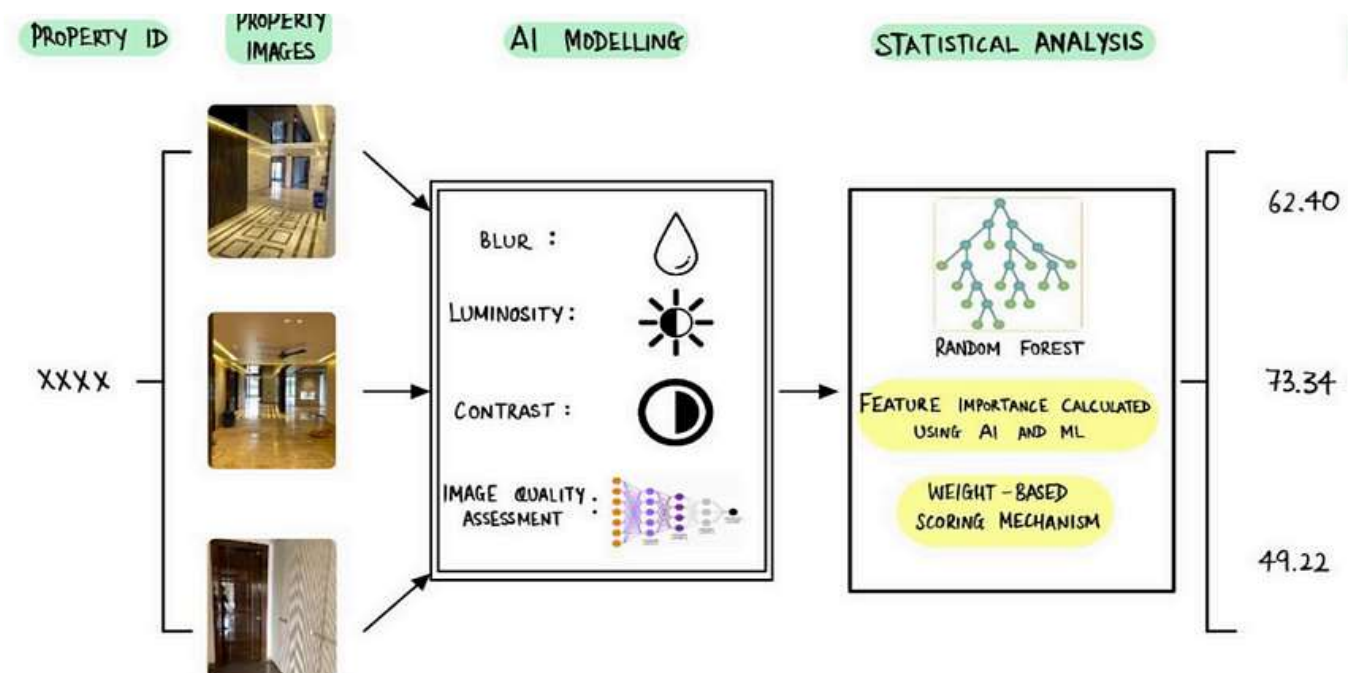 PROPERTY ID
PROPERTY
IMAGES
AI MODELLING
STATISTICAL ANALYSIS
XXXX
BLUR :
LUMINOSITY :
CONTRAST :
IMAGE QUALITY :
ASSESSMENT
RANDOM FOREST
FEATURE IMPORTANCE CALCULATED
USING AI AND ML
WEIGHT-BASED
SCORING MECHANISM
62.40
73.34
49.22